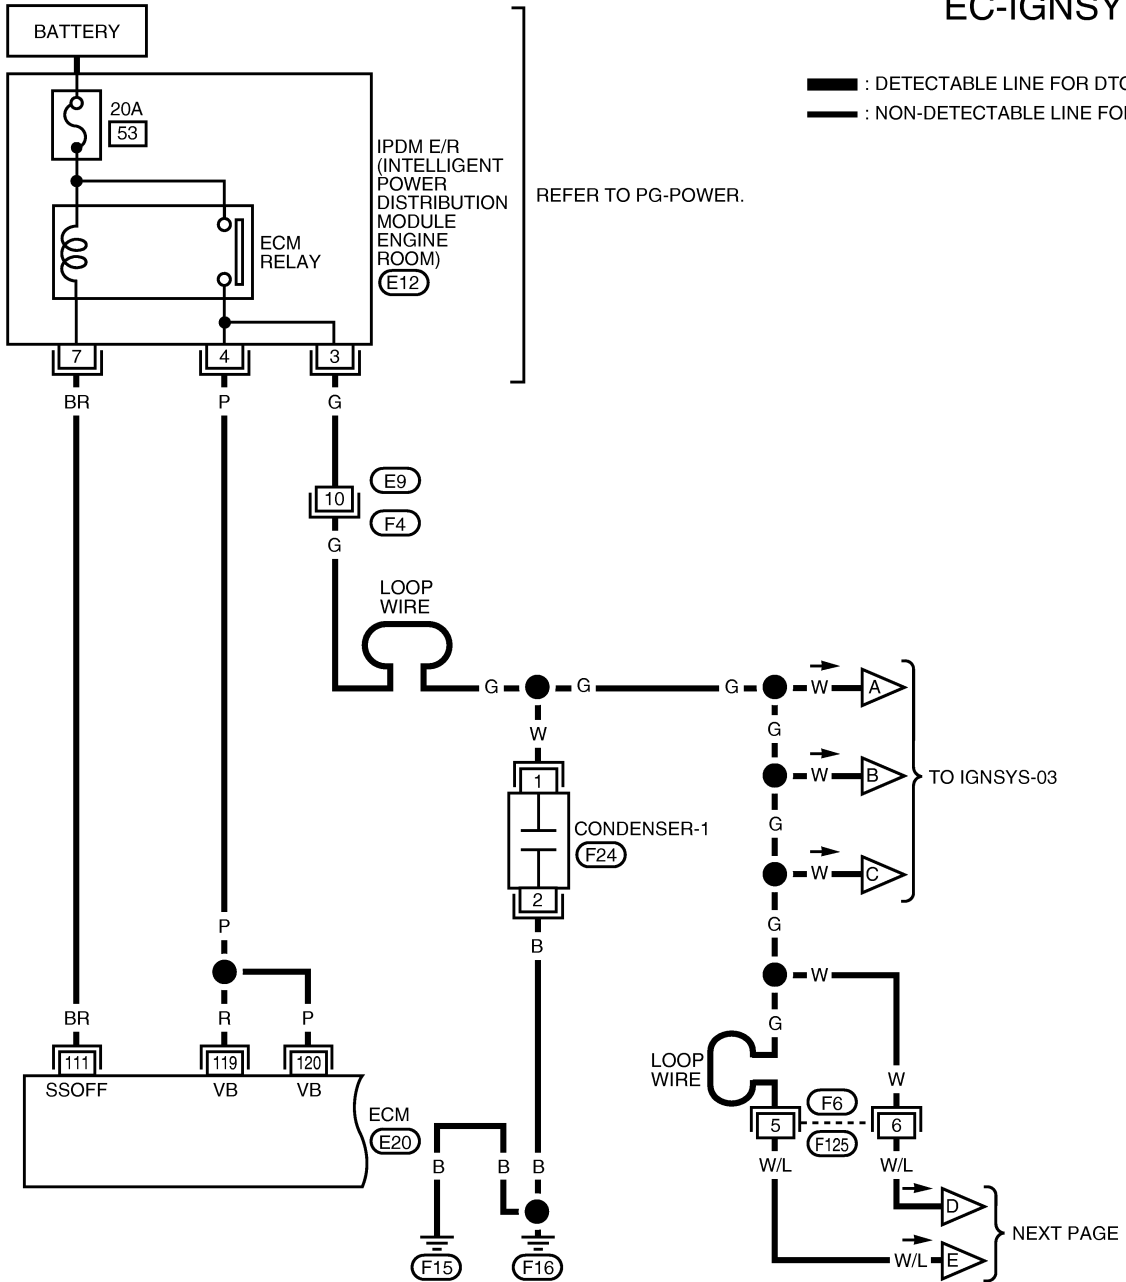 EC-IGNSY
BATTERY
: DETECTABLE LINE FOR DTC
: NON-DETECTABLE LINE FOR
20A
53
IPDM E/R
(INTELLIGENT
POWER
DISTRIBUTION
MODULE
ENGINE
ROOM)
E12
REFER TO PG-POWER.
ECM
RELAY
7
4
3
BR
P
G
10
E9
F4
G
LOOP
WIRE
G
G
G
W
A
W
G
W
B
TO IGNSYS-03
1
CONDENSER-1
F24
G
W
C
2
B
G
P
W
G
BR
R
P
LOOP
WIRE
111
119
120
SSOFF
VB
VB
W
ECM
E20
F6
F125
5
6
B
B
B
W/L
W/L
D
NEXT PAGE
W/L
E
F15
F16